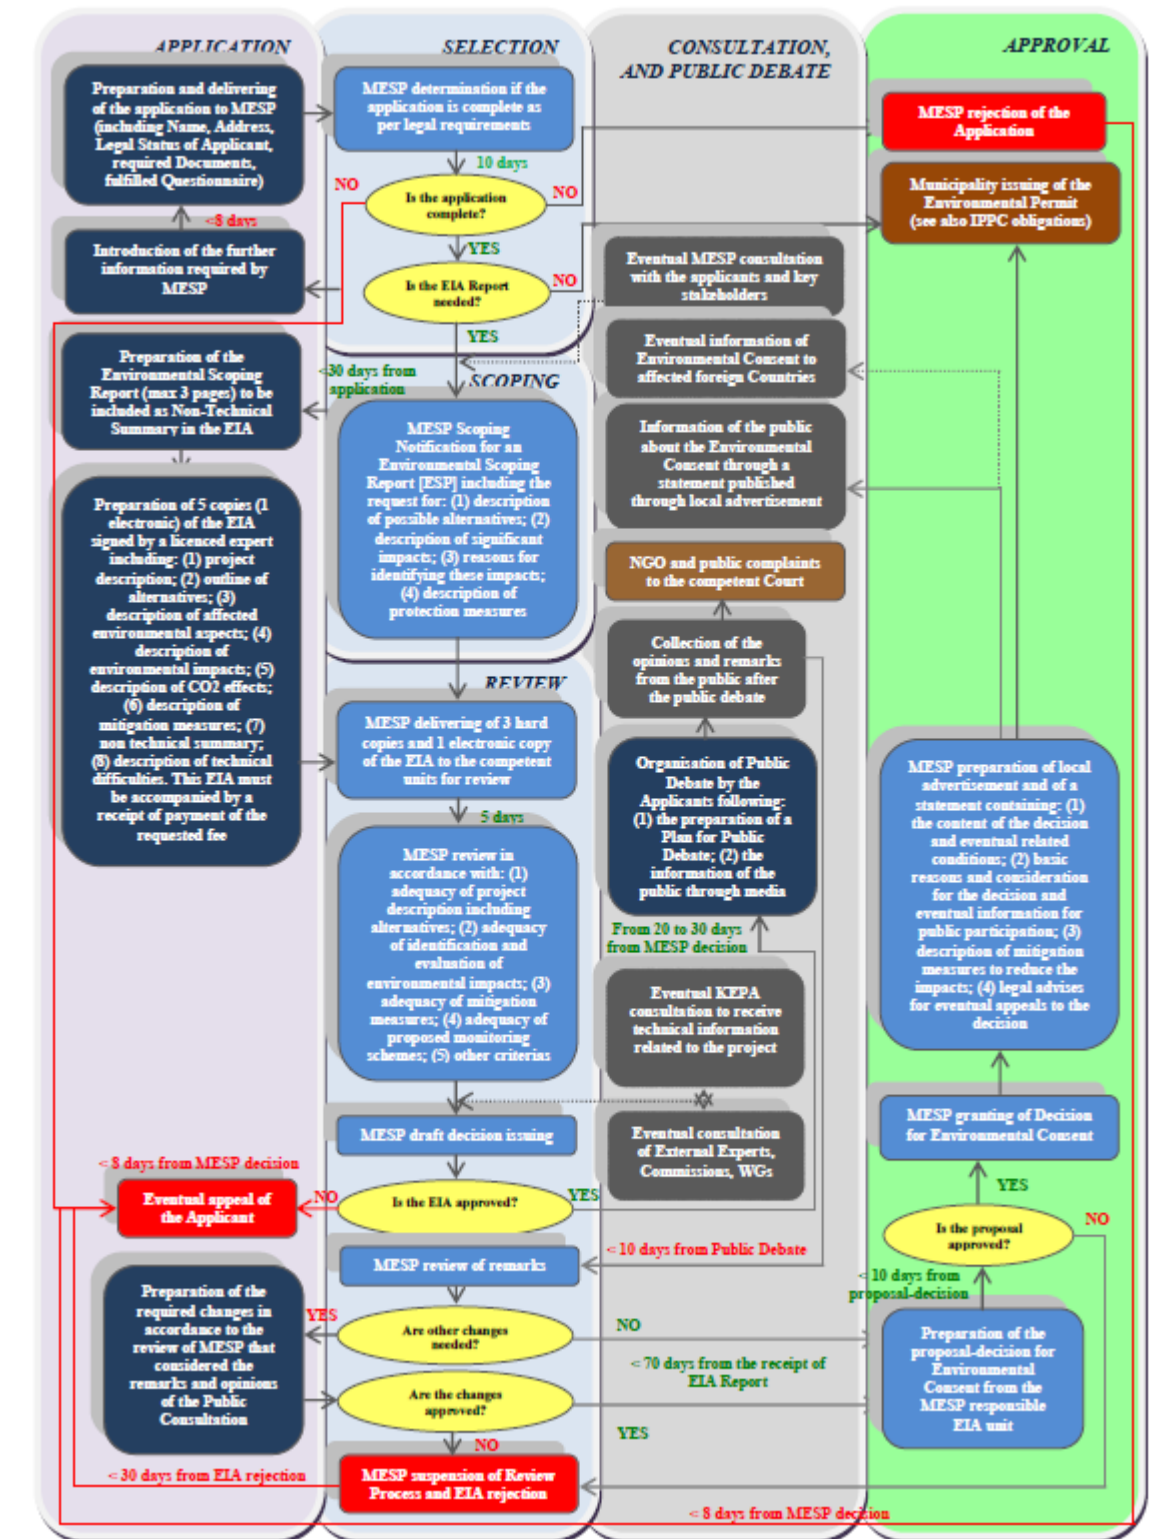 APPLICATION
Preparation and delivering
of the application to MESP
(including Name, Address,
Legal Status of Applicant,
required Documents,
fulfilled Questionnaire)
<8 days
Introduction of the further
information required by
MESP
Preparation of the
Environmental Scoping
Report (max 3 pages) to be
included as Non-Technical
Summary in the EIA
Preparation of 5 copies (1
electronic) of the EIA
signed by a licenced expert
including: (1) project
description; (2) outline of
alternatives; (3)
description of affected
environmental aspects; (4)
description of
environmental impacts; (5)
description of CO2 effects;
(6) description of
mitigation measures; (7)
non technical summary;
(8) description of technical
difficulties. This EIA must
be accompanied by a
receipt of payment of the
requested fee
< 8 days from MESP decision
Eventual appeal of
the Applicant
Preparation of the
required changes in
accordance to the
review of MESP that
considered the
remarks and opinions
of the Public
Consultation
< 30 days from EIA rejection
SELECTION
MESP determination if the
application is complete as
per legal requirements
10 days
NO
Is the application
complete?
NO
YES
Is the EIA Report
needed?
NO
YES
<30 days from
application
SCOPING
MESP Scoping
Notification for an
Environmental Scoping
Report [ESP] including the
request for: (1) description
of possible alternatives; (2)
description of significant
impacts; (3) reasons for
identifying these impacts;
(4) description of
protection measures
REVIEW
MESP delivering of 3 hard
copies and 1 electronic copy
of the EIA to the competent
units for review
5 days
MESP review in
accordance with: (1)
adequacy of project
description including
alternatives; (2) adequacy
of identification and
evaluation of
environmental impacts; (3)
adequacy of mitigation
measures; (4) adequacy of
proposed monitoring
schemes; (5) other criterias
MESP draft decision issuing
NO
Is the EIA approved?
YES
MESP review of remarks
YES
Are other changes
needed?
NO
Are the changes
approved?
YES
NO
MESP suspension of Review
Process and EIA rejection
CONSULTATION,
AND PUBLIC DEBATE
Eventual MESP consultation
with the applicants and key
stakeholders
Eventual information of
Environmental Consent to
affected foreign Countries
Information of the public
about the Environmental
Consent through a
statement published
through local advertisement
NGO and public complaints
to the competent Court
Collection of the
opinions and remarks
from the public after
the public debate
Organisation of Public
Debate by the
Applicants following:
(1) the preparation of a
Plan for Public
Debate; (2) the
information of the
public through media
From 20 to 30 days
from MESP decision
Eventual KEPA
consultation to receive
technical information
related to the project
Eventual consultation
of External Experts,
Commissions, WGs
< 10 days from Public Debate
< 70 days from the receipt of
EIA Report
< 8 days from MESP decision
APPROVAL
MESP rejection of the
Application
Municipality issuing of the
Environmental Permit
(see also IPPC obligations)
MESP preparation of local
advertisement and of a
statement containing: (1)
the content of the decision
and eventual related
conditions; (2) basic
reasons and consideration
for the decision and
eventual information for
public participation; (3)
description of mitigation
measures to reduce the
impacts; (4) legal advises
for eventual appeals to the
decision
MESP granting of Decision
for Environmental Consent
YES
Is the proposal
approved?
NO
< 10 days from
proposal-decision
Preparation of the
proposal-decision for
Environmental
Consent from the
MESP responsible
EIA unit